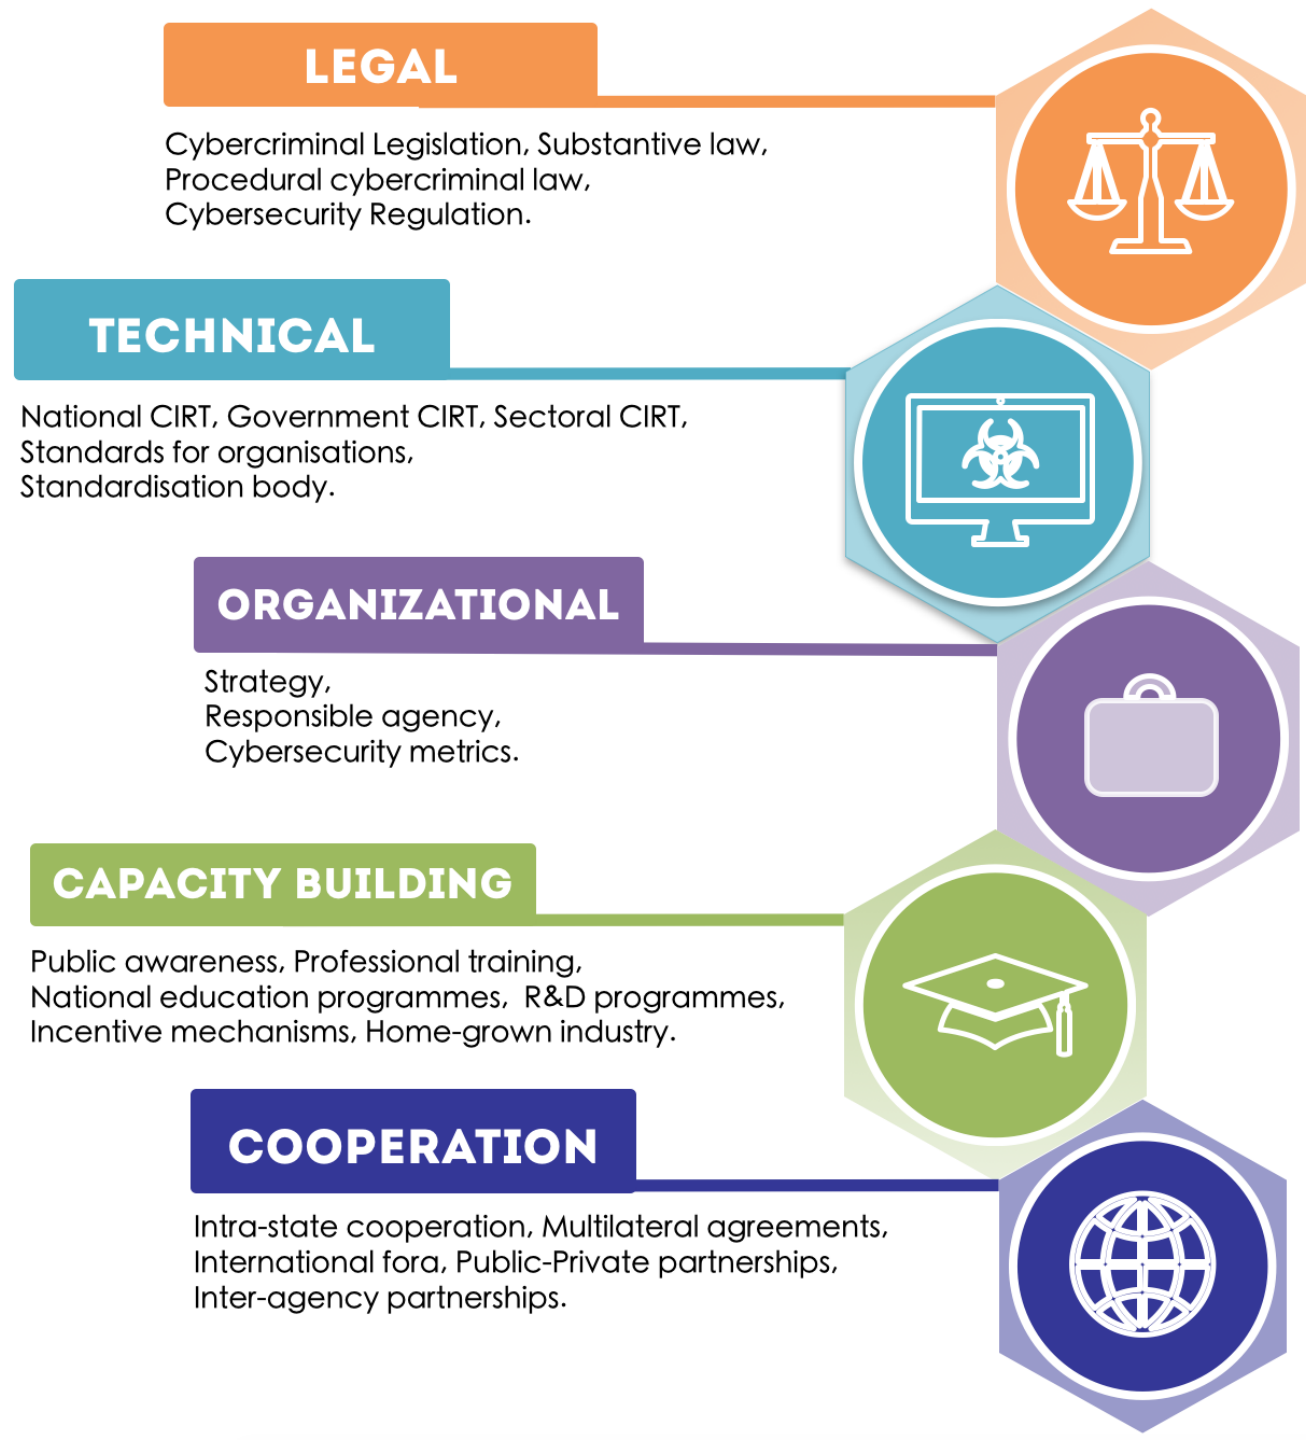 LEGAL
Cybercriminal Legislation, Substantive law,
Procedural cybercriminal law,
Cybersecurity Regulation.
TECHNICAL
National CIRT, Government CIRT, Sectoral CIRT,
Standards for organisations,
Standardisation body.
ORGANIZATIONAL
Strategy,
Responsible agency,
Cybersecurity metrics.
CAPACITY BUILDING
Public awareness, Professional training,
National education programmes, R&D programmes,
Incentive mechanisms, Home-grown industry.
COOPERATION
Intra-state cooperation, Multilateral agreements,
International fora, Public-Private partnerships,
Inter-agency partnerships.